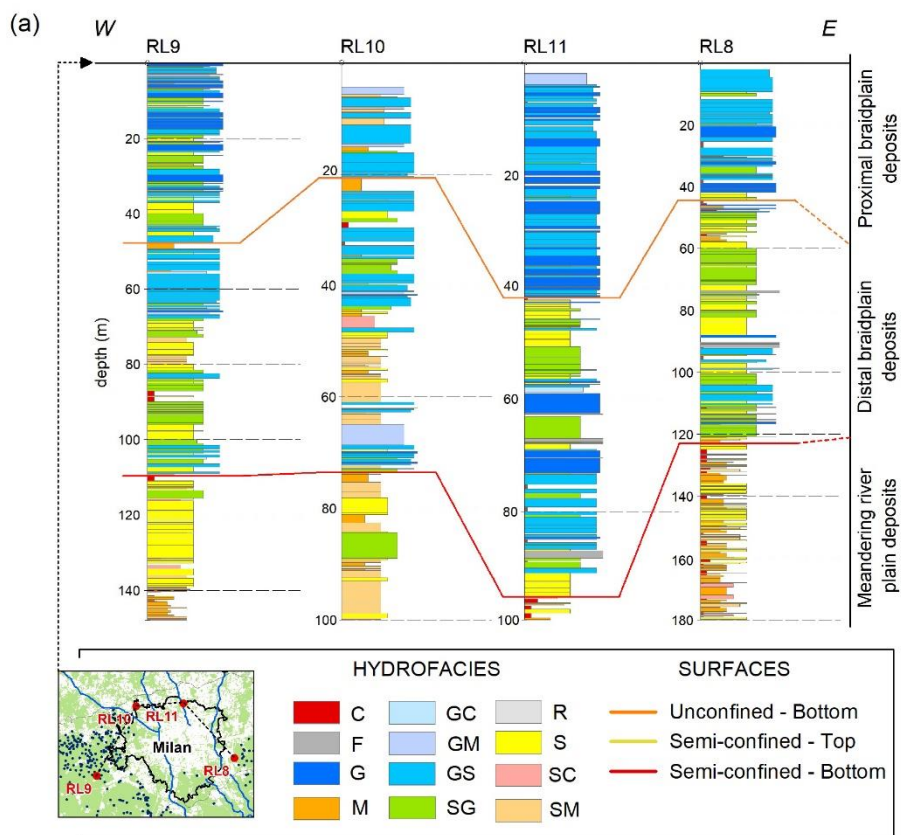 (a)
W
E
RL9
RL10
RL11
RL8
depth (m)
20
40
60
80
100
120
140
20
40
60
80
100
20
40
60
80
100
20
40
60
80
100
120
140
160
180
Proximal braidplain
deposits
Distal braidplain
deposits
Meandering river
plain deposits
RL10
RL11
Milan
RL8
RL9
HYDROFACIES
C
GC
R
F
GM
S
G
GS
SC
M
SG
SM
SURFACES
Unconfined - Bottom
Semi-confined - Top
Semi-confined - Bottom